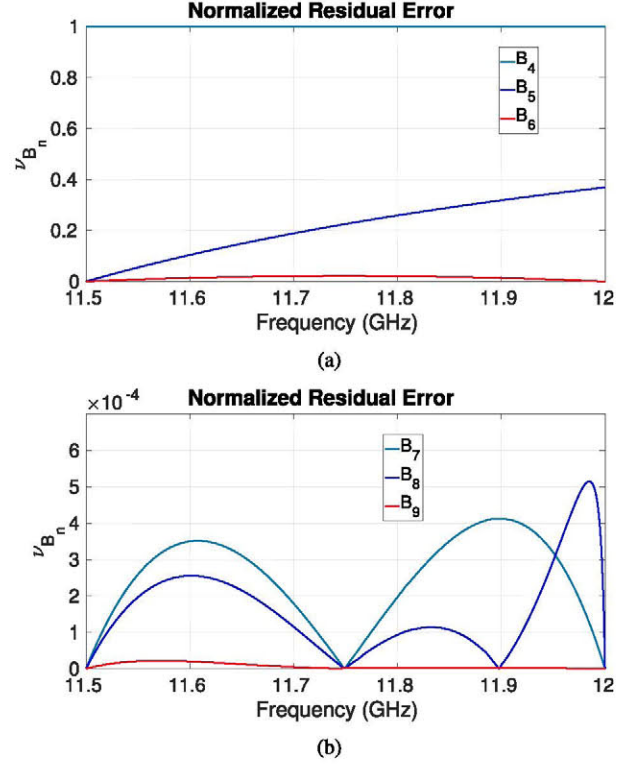 Normalized Residual Error
1
0.8
0.6
0.4
0.2
0
ν_{B_n}
B_4
B_5
B_6
11.5 11.6 11.7 11.8 11.9 12
Frequency (GHz)
(a)
Normalized Residual Error
×10^{-4}
6
5
4
3
2
1
0
ν_{B_n}
B_7
B_8
B_9
11.5 11.6 11.7 11.8 11.9 12
Frequency (GHz)
(b)